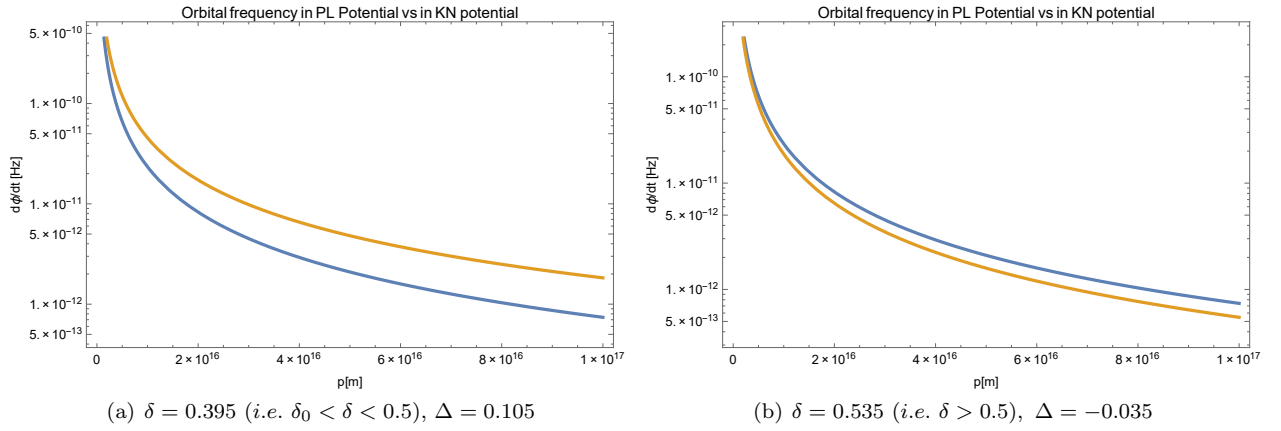 Orbital frequency in PL Potential vs in KN potential
5. × 10⁻¹⁰
1. × 10⁻¹⁰
5. × 10⁻¹¹
1. × 10⁻¹¹
5. × 10⁻¹²
1. × 10⁻¹²
5. × 10⁻¹³
dϕ/dt [Hz]
0 2 × 10¹⁶ 4 × 10¹⁶ 6 × 10¹⁶ 8 × 10¹⁶ 1 × 10¹⁷
p[m]
(a) δ = 0.395 (i.e. δ₀ < δ < 0.5), Δ = 0.105
Orbital frequency in PL Potential vs in KN potential
1. × 10⁻¹⁰
5. × 10⁻¹¹
1. × 10⁻¹¹
5. × 10⁻¹²
1. × 10⁻¹²
5. × 10⁻¹³
dϕ/dt [Hz]
0 2 × 10¹⁶ 4 × 10¹⁶ 6 × 10¹⁶ 8 × 10¹⁶ 1 × 10¹⁷
p[m]
(b) δ = 0.535 (i.e. δ > 0.5), Δ = −0.035